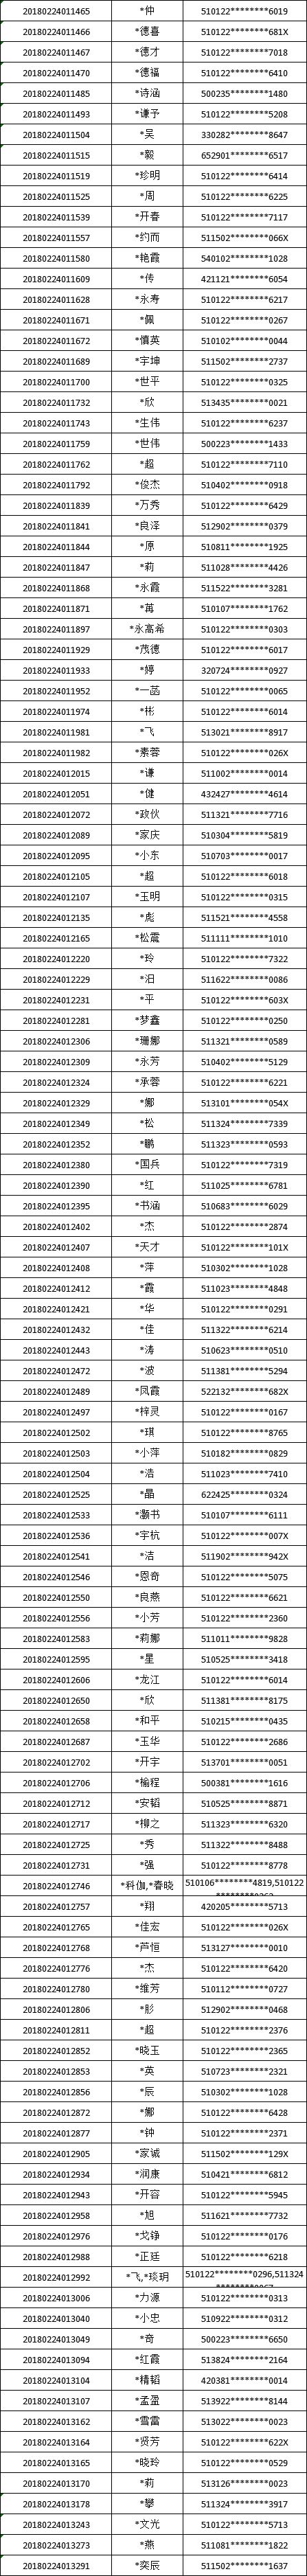 20180224011465 *仲 510122********6019
20180224011466 *德喜 510122********681X
20180224011467 *德才 510122********7018
20180224011470 *德福 510122********6410
20180224011485 *诗涵 500235********1480
20180224011493 *谦予 510122********5208
20180224011504 *吴 330282********8647
20180224011515 *毅 652901********6517
20180224011519 *珍明 510122********6414
20180224011525 *周 510122********6225
20180224011539 *开春 510122********7117
20180224011557 *约而 511502********066X
20180224011580 *艳霞 540102********1028
20180224011609 *传 421121********6054
20180224011628 *永寿 510122********6217
20180224011671 *佩 510122********0267
20180224011672 *慎英 510102********0044
20180224011689 *宇坤 511502********2737
20180224011700 *世平 510122********0325
20180224011732 *欣 513435********0021
20180224011743 *生伟 510122********6237
20180224011759 *世伟 500223********1433
20180224011762 *超 510122********7110
20180224011792 *俊杰 510402********0918
20180224011839 *万秀 510122********6429
20180224011841 *良泽 512902********0379
20180224011844 *原 510811********1925
20180224011847 *莉 511028********4426
20180224011868 *永霞 511522********3281
20180224011871 *苒 510107********1762
20180224011897 *永高希 510122********0303
20180224011929 *茂德 510122********6017
20180224011933 *婷 320724********0927
20180224011952 *一菡 510122********0065
20180224011974 *彬 510122********6014
20180224011981 *飞 513021********8917
20180224011982 *素蓉 510122********026X
20180224012015 *谦 511002********0014
20180224012051 *健 432427********4614
20180224012072 *政伙 511321********7716
20180224012089 *家庆 510304********5819
20180224012095 *小东 510703********0017
20180224012105 *超 510122********6018
20180224012107 *玉明 510122********0315
20180224012135 *彪 511521********4558
20180224012165 *松震 511111********1010
20180224012220 *玲 510122********7322
20180224012229 *汨 511622********0086
20180224012231 *平 510122********603X
20180224012281 *梦鑫 510122********0250
20180224012306 *珊娜 511321********0589
20180224012309 *永芳 510402********5129
20180224012324 *承蓉 510122********6221
20180224012329 *娜 513101********054X
20180224012349 *松 511324********7339
20180224012352 *鹏 511323********0593
20180224012380 *国兵 510122********7319
20180224012390 *红 511025********6781
20180224012395 *书涵 510683********6029
20180224012402 *杰 510122********2874
20180224012407 *天才 510122********101X
20180224012408 *萍 510302********1028
20180224012412 *霞 511023********4848
20180224012421 *华 510122********0291
20180224012432 *佳 511322********6214
20180224012443 *涛 510623********0510
20180224012472 *波 511381********5294
20180224012489 *凤霞 522132********682X
20180224012497 *梓灵 510122********0167
20180224012502 *琪 510122********8765
20180224012503 *小萍 510182********0829
20180224012504 *浩 511023********7410
20180224012525 *晶 622425********0324
20180224012533 *灏书 510107********6111
20180224012536 *宇杭 510122********007X
20180224012541 *洁 511902********942X
20180224012546 *恩奇 510122********5075
20180224012550 *良燕 510122********6621
20180224012556 *小芳 510122********2360
20180224012583 *莉娜 511011********9828
20180224012595 *星 510525********3418
20180224012606 *龙江 510122********6014
20180224012650 *欣 511381********8175
20180224012658 *和平 510215********0435
20180224012687 *玉华 510122********2686
20180224012702 *开宇 513701********0051
20180224012706 *榆程 500381********1616
20180224012712 *安韬 510525********8871
20180224012717 *柳之 511323********6320
20180224012725 *秀 511322********8488
20180224012731 *强 510122********8778
20180224012746 *科伽,*春晓 510106********4819,510122
20180224012757 *翔 420205********5713
20180224012765 *佳宏 510122********026X
20180224012768 *芦恒 513127********0010
20180224012776 *杰 510122********6420
20180224012780 *维芳 510112********0727
20180224012806 *彤 512902********0468
20180224012811 *超 510122********2376
20180224012852 *晓玉 510122********2365
20180224012853 *英 510723********2321
20180224012856 *辰 510302********1028
20180224012872 *娜 510122********6428
20180224012877 *钟 510122********2371
20180224012905 *家诚 511502********129X
20180224012934 *润康 510421********6812
20180224012943 *开容 510122********5945
20180224012958 *旭 511621********7732
20180224012976 *戈铮 510122********0176
20180224012988 *正廷 510122********6218
20180224012992 *飞,*琰玥 510122********0296,511324
20180224013006 *力源 510122********0313
20180224013040 *小忠 510922********0312
20180224013049 *奇 500223********6650
20180224013094 *红霞 513824********2164
20180224013104 *精韬 420381********0014
20180224013107 *孟盈 513922********8144
20180224013162 *雪雷 513022********0023
20180224013164 *贤芳 510122********622X
20180224013165 *晓玲 510122********0529
20180224013170 *莉 513126********0023
20180224013178 *攀 511324********3917
20180224013243 *文光 510122********5713
20180224013273 *燕 511081********1822
20180224013291 *奕辰 511502********1637